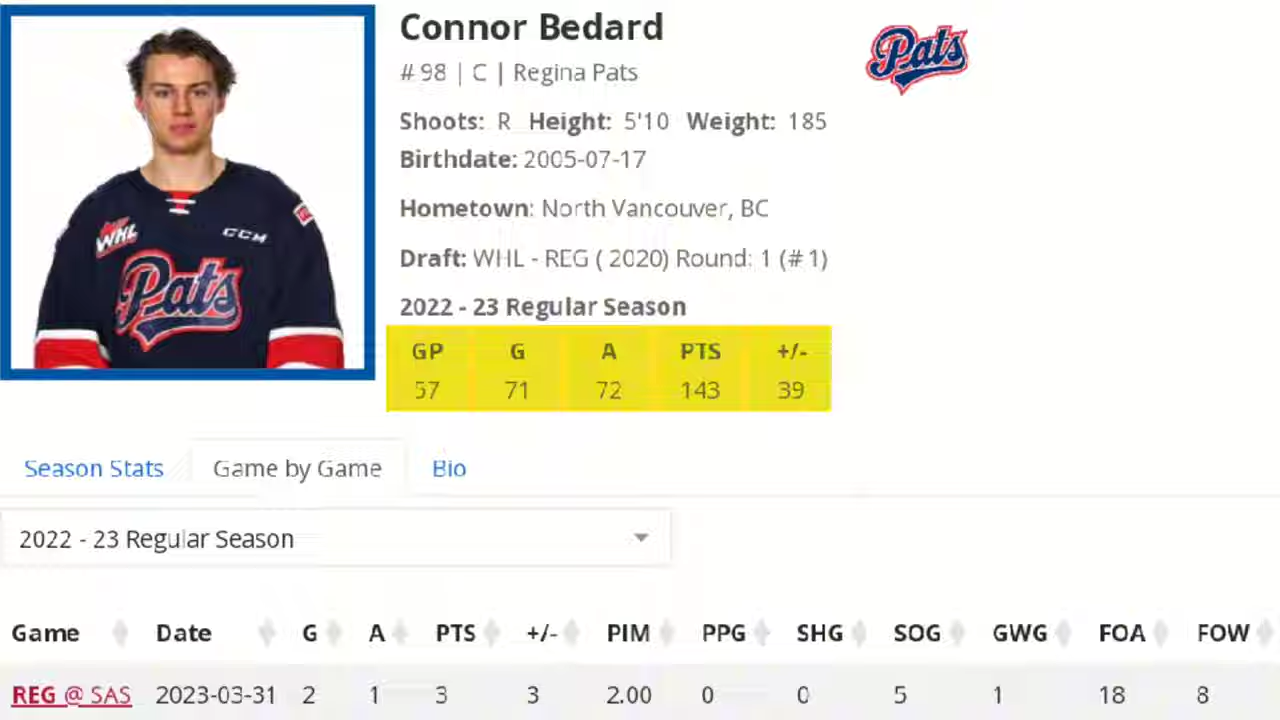 Connor Bedard
# 98 | C | Regina Pats
Pats
Shoots: R Height: 5'10 Weight: 185
Birthdate: 2005-07-17
Hometown: North Vancouver, BC
Draft: WHL - REG ( 2020) Round: 1 (# 1)
2022 - 23 Regular Season
GP G A PTS +/-
57 71 72 143 39
WHL
CCM
Pats
Season Stats Game by Game Bio
2022 - 23 Regular Season
Game Date G A PTS +/- PIM PPG SHG SOG GWG FOA FOW
REG @ SAS 2023-03-31 2 1 3 3 2.00 0 0 5 1 18 8